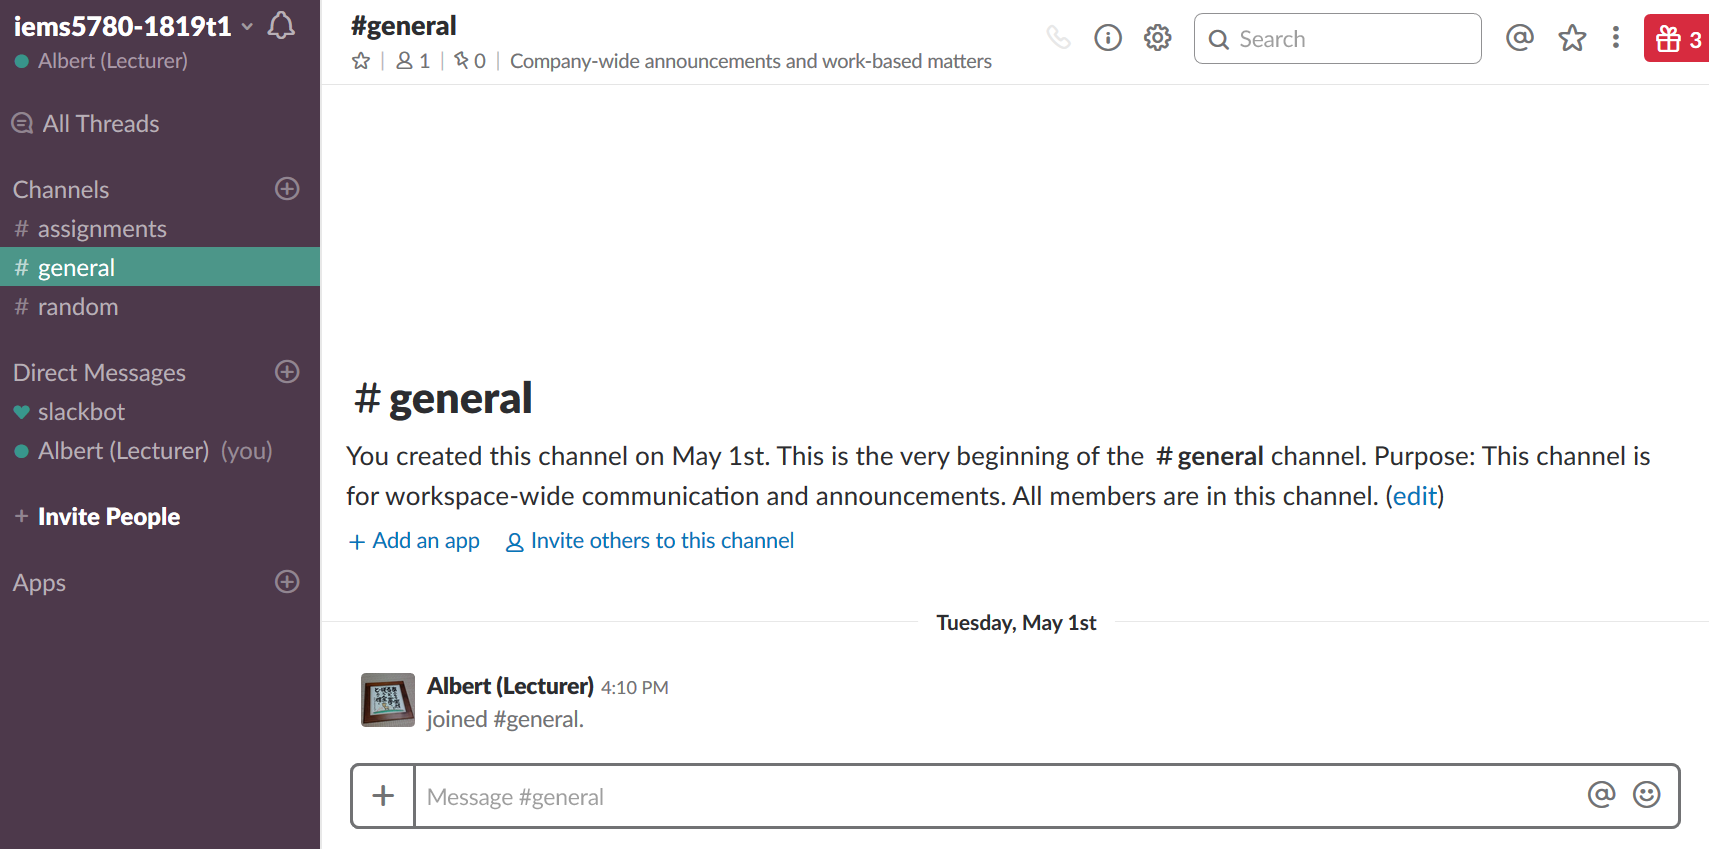 iems5780-1819t1
Albert (Lecturer)
All Threads
Channels
# assignments
# general
# random
Direct Messages
slackbot
Albert (Lecturer) (you)
+ Invite People
Apps
#general
1 | 0 | Company-wide announcements and work-based matters
Search
3
# general
You created this channel on May 1st. This is the very beginning of the # general channel. Purpose: This channel is
for workspace-wide communication and announcements. All members are in this channel. (edit)
+ Add an app Invite others to this channel
Tuesday, May 1st
Albert (Lecturer) 4:10 PM
joined #general.
+ Message #general @